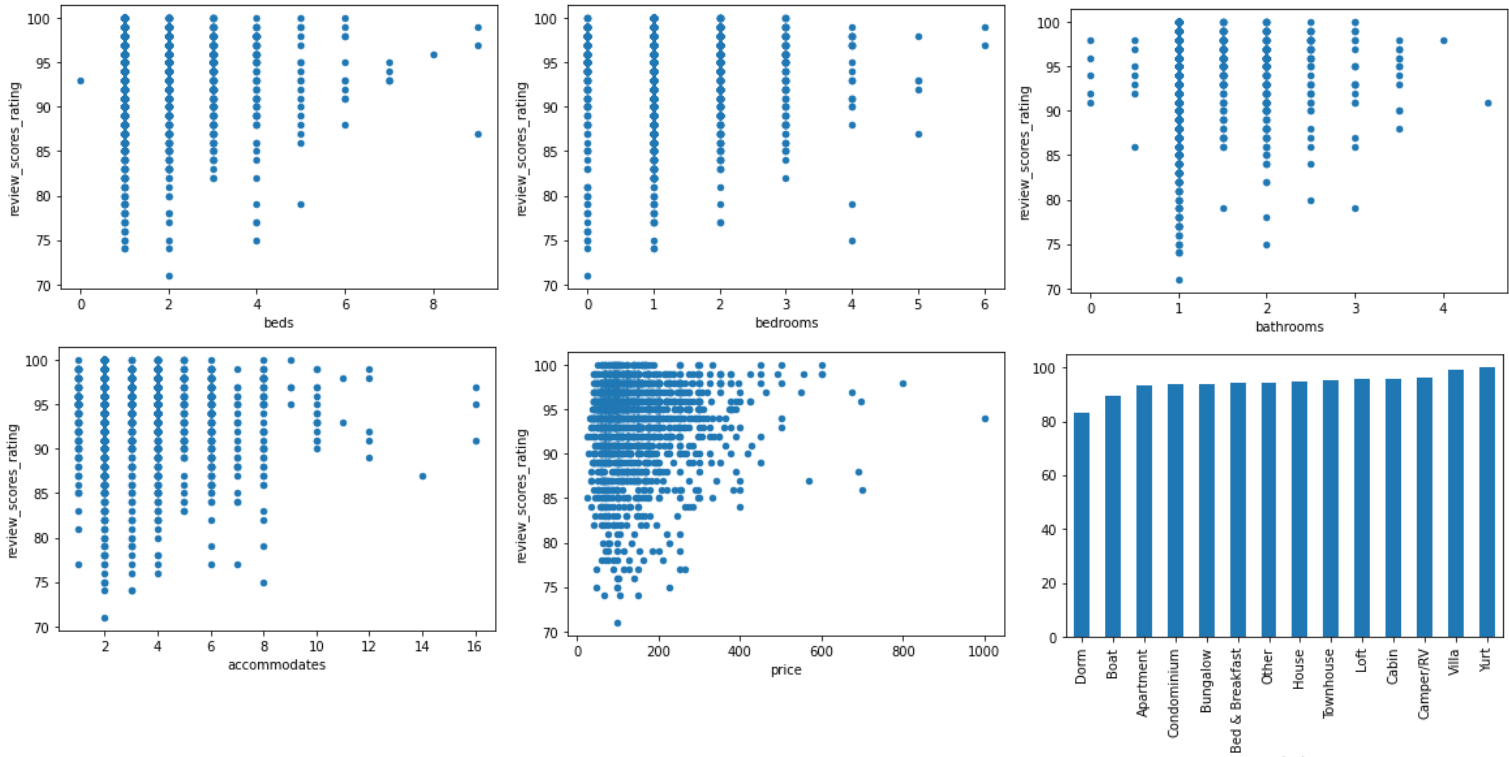 review_scores_rating
100
95
90
85
80
75
70
0 2 4 6 8
beds
review_scores_rating
100
95
90
85
80
75
70
0 1 2 3 4 5 6
bedrooms
review_scores_rating
100
95
90
85
80
75
70
0 1 2 3 4
bathrooms
review_scores_rating
100
95
90
85
80
75
70
2 4 6 8 10 12 14 16
accommodates
review_scores_rating
100
95
90
85
80
75
70
0 200 400 600 800 1000
price
100
80
60
40
20
0
Dorm
Boat
Apartment
Condominium
Bungalow
Bed & Breakfast
Other
House
Townhouse
Loft
Cabin
Camper/RV
Villa
Yurt